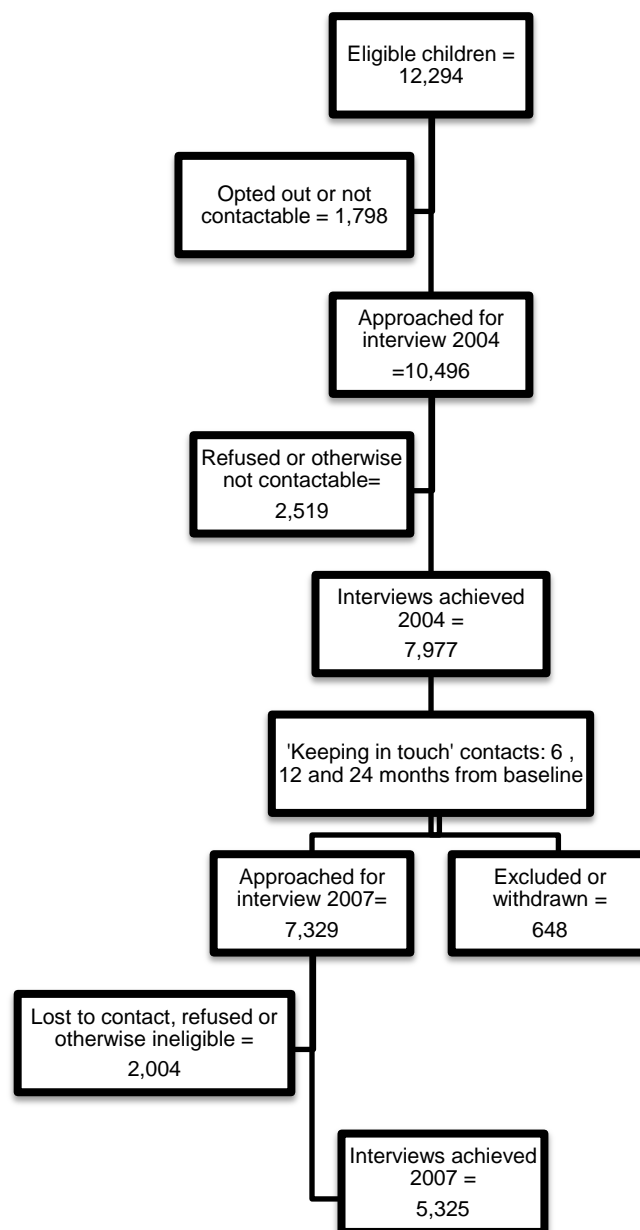 Eligible children =
12,294
Opted out or not
contactable = 1,798
Approached for
interview 2004
=10,496
Refused or otherwise
not contactable=
2,519
Interviews achieved
2004 =
7,977
'Keeping in touch' contacts: 6 ,
12 and 24 months from baseline
Approached for
interview 2007=
7,329
Excluded or
withdrawn =
648
Lost to contact, refused or
otherwise ineligible =
2,004
Interviews achieved
2007 =
5,325